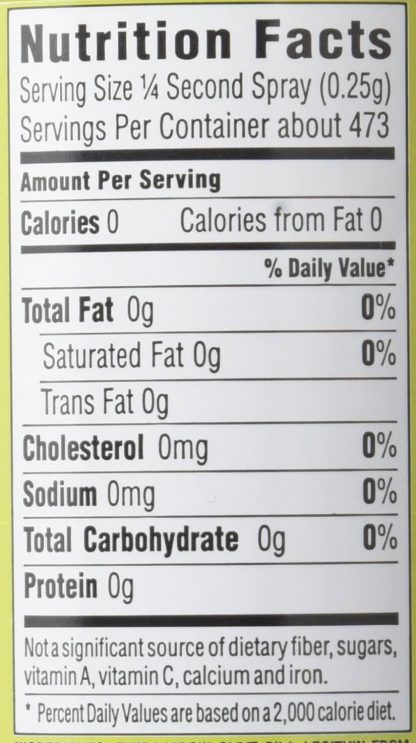 Nutrition Facts
Serving Size ¼ Second Spray (0.25g)
Servings Per Container about 473
Amount Per Serving
Calories 0 Calories from Fat 0
% Daily Value*
Total Fat 0g 0%
Saturated Fat 0g 0%
Trans Fat 0g
Cholesterol 0mg 0%
Sodium 0mg 0%
Total Carbohydrate 0g 0%
Protein 0g
Not a significant source of dietary fiber, sugars,
vitamin A, vitamin C, calcium and iron.
* Percent Daily Values are based on a 2,000 calorie diet.